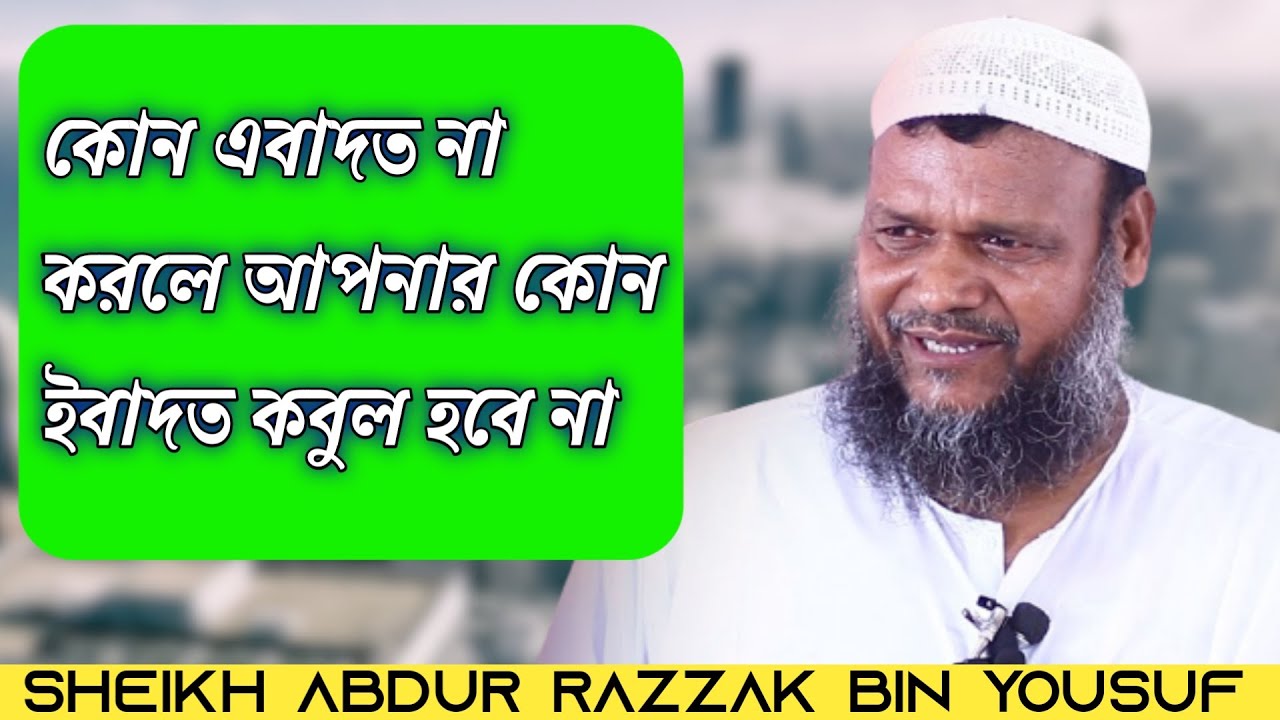 কোন এবাদত না
করলে আপনার কোন
ইবাদত কবুল হবে না
SHEIKH ABDUR RAZZAK BIN YOUSUF